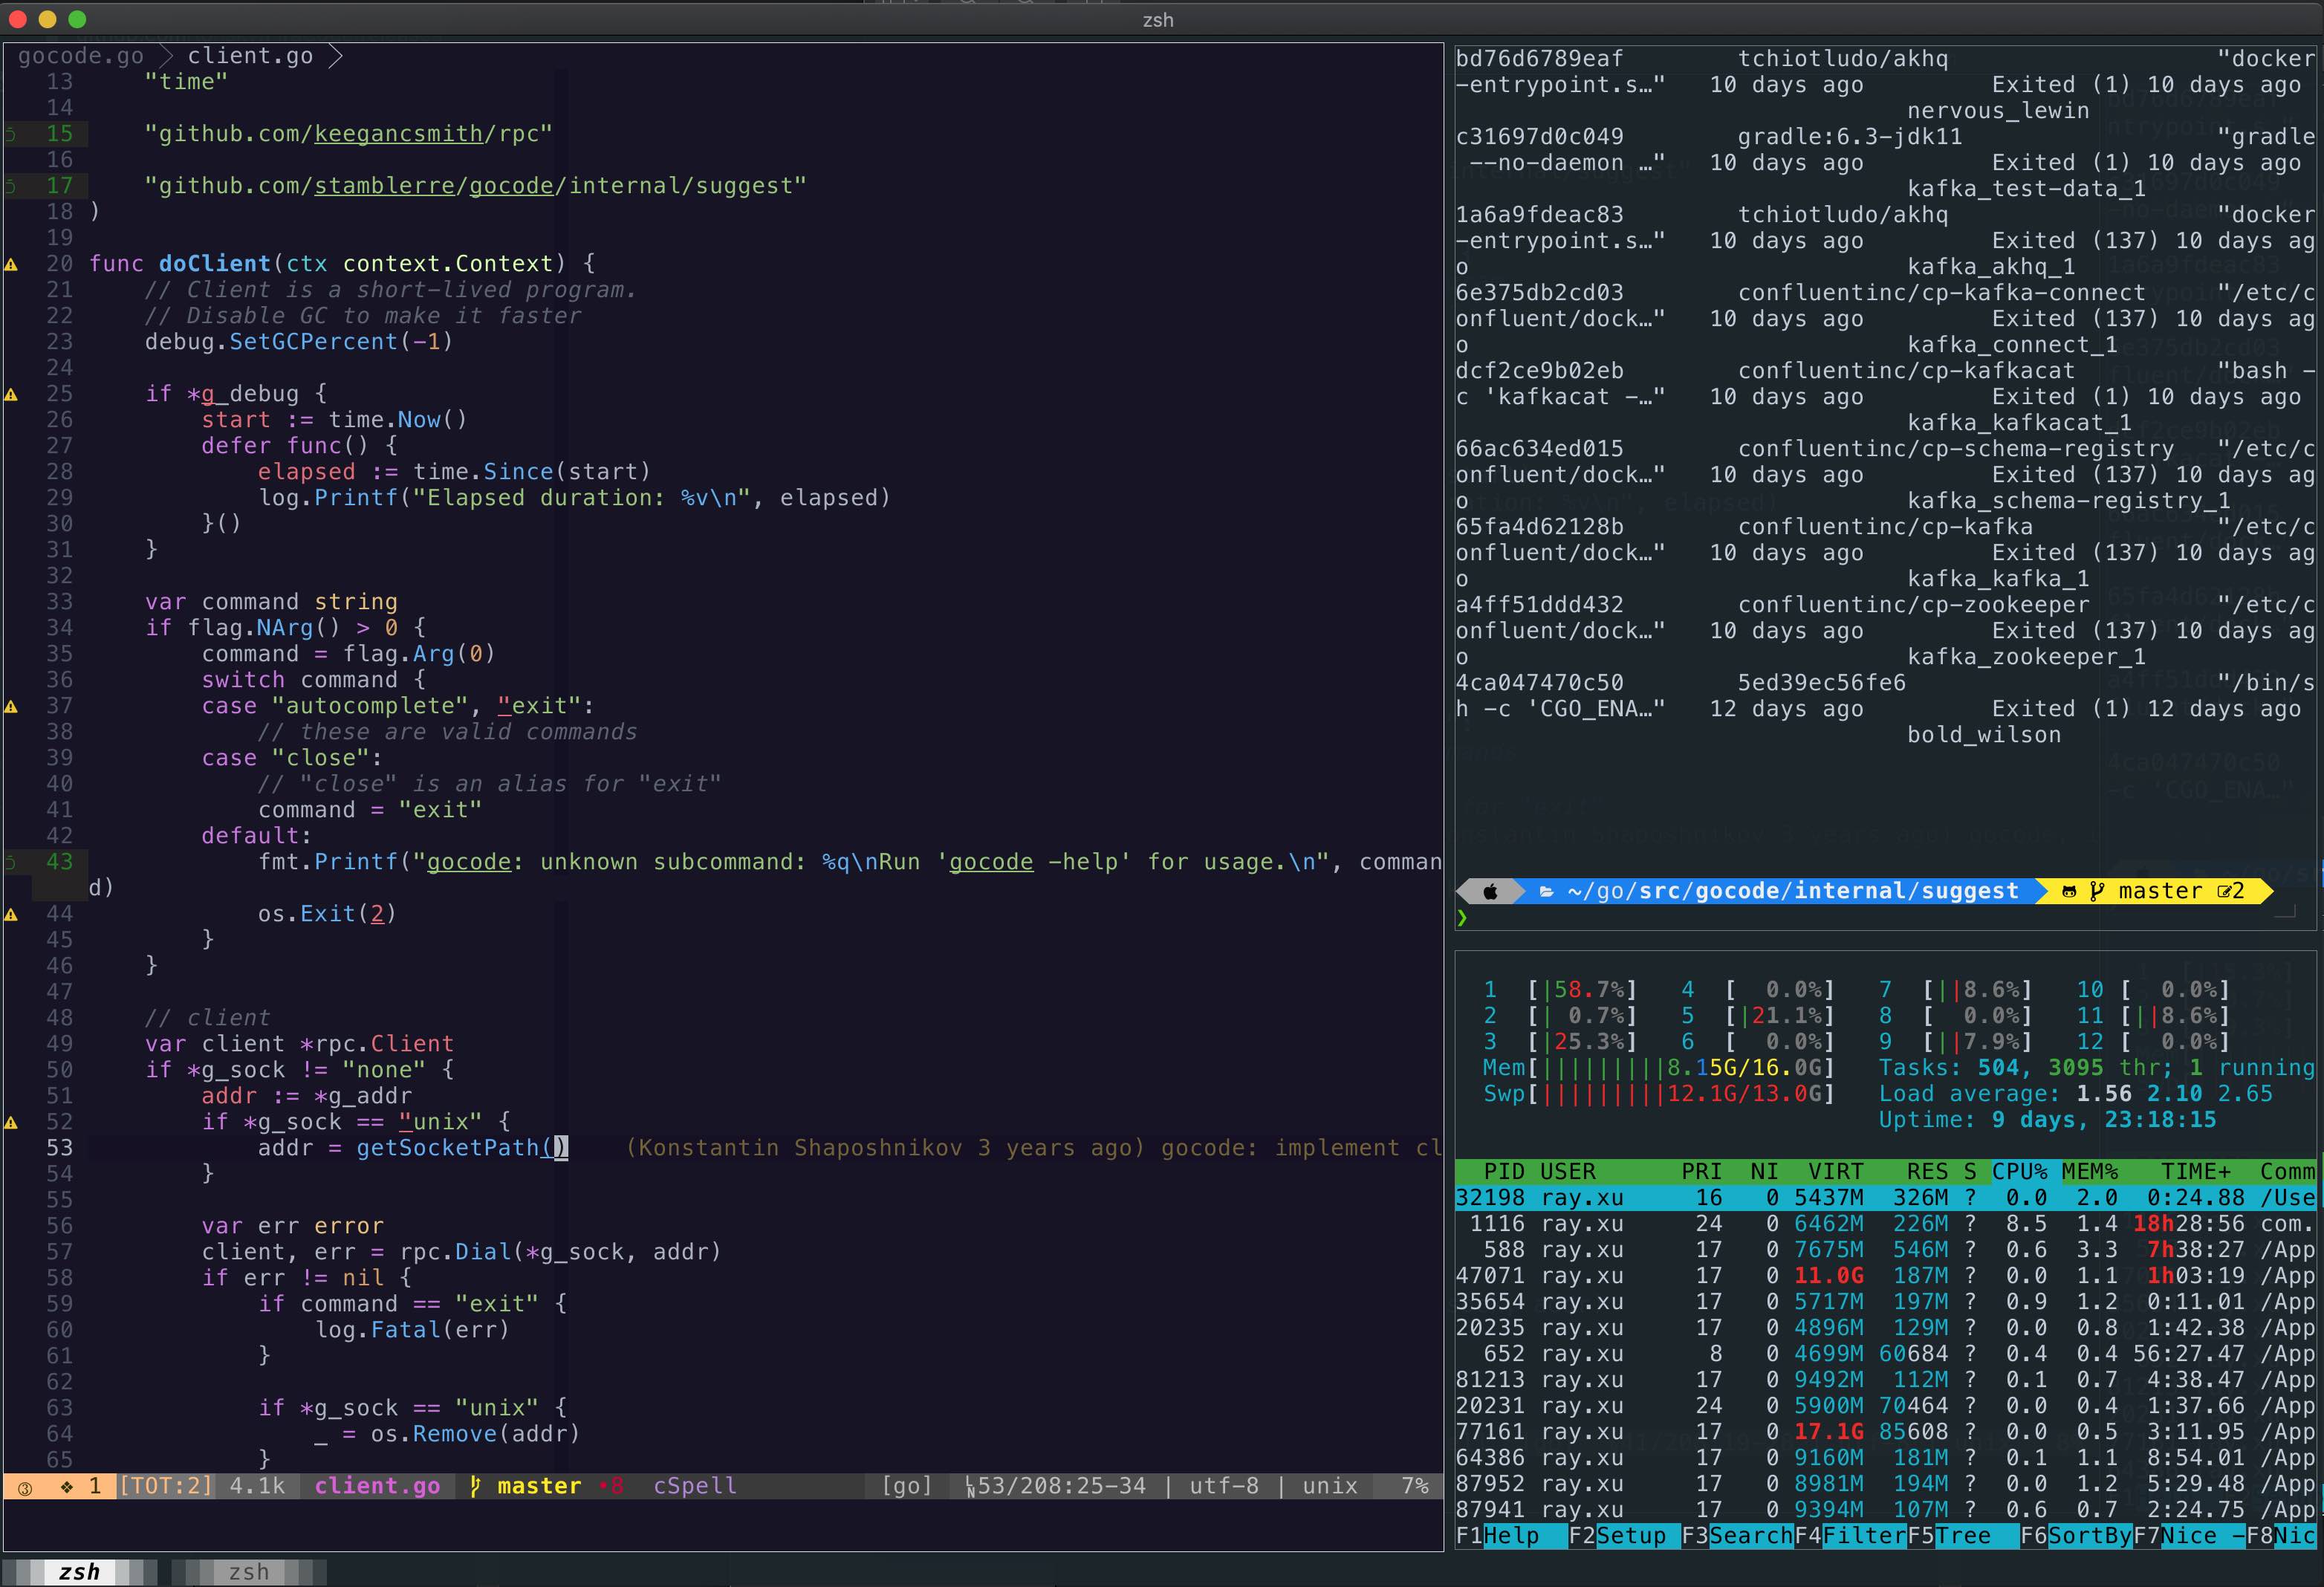 zsh
gocode.go client.go
13 "time"
14
15 "github.com/keegancsmith/rpc"
16
17 "github.com/stamblerre/gocode/internal/suggest"
18 )
19
20 func doClient(ctx context.Context) {
21 // Client is a short-lived program.
22 // Disable GC to make it faster
23 debug.SetGCPercent(-1)
24
25 if *g_debug {
26 start := time.Now()
27 defer func() {
28 elapsed := time.Since(start)
29 log.Printf("Elapsed duration: %v\n", elapsed)
30 }()
31 }
32
33 var command string
34 if flag.NArg() > 0 {
35 command = flag.Arg(0)
36 switch command {
37 case "autocomplete", "exit":
38 // these are valid commands
39 case "close":
40 // "close" is an alias for "exit"
41 command = "exit"
42 default:
43 fmt.Printf("gocode: unknown subcommand: %q\nRun 'gocode -help' for usage.\n", comman
d)
44 os.Exit(2)
45 }
46 }
47
48 // client
49 var client *rpc.Client
50 if *g_sock != "none" {
51 addr := *g_addr
52 if *g_sock == "unix" {
53 addr = getSocketPath() (Konstantin Shaposhnikov 3 years ago) gocode: implement cl
54 }
55
56 var err error
57 client, err = rpc.Dial(*g_sock, addr)
58 if err != nil {
59 if command == "exit" {
60 log.Fatal(err)
61 }
62
63 if *g_sock == "unix" {
64 _ = os.Remove(addr)
65 }
③ ❖ 1 [TOT:2] 4.1k client.go master •8 cSpell [go] 53/208:25-34 | utf-8 | unix 7%
bd76d6789eaf tchiotludo/akhq "docker
-entrypoint.s…" 10 days ago Exited (1) 10 days ago
nervous_lewin
c31697d0c049 gradle:6.3-jdk11 "gradle
--no-daemon …" 10 days ago Exited (1) 10 days ago
kafka_test-data_1
1a6a9fdeac83 tchiotludo/akhq "docker
-entrypoint.s…" 10 days ago Exited (137) 10 days ag
o kafka_akhq_1
6e375db2cd03 confluentinc/cp-kafka-connect "/etc/c
onfluent/dock…" 10 days ago Exited (137) 10 days ag
o kafka_connect_1
dcf2ce9b02eb confluentinc/cp-kafkacat "bash -
c 'kafkacat -…" 10 days ago Exited (1) 10 days ago
kafka_kafkacat_1
66ac634ed015 confluentinc/cp-schema-registry "/etc/c
onfluent/dock…" 10 days ago Exited (137) 10 days ag
o kafka_schema-registry_1
65fa4d62128b confluentinc/cp-kafka "/etc/c
onfluent/dock…" 10 days ago Exited (137) 10 days ag
o kafka_kafka_1
a4ff51ddd432 confluentinc/cp-zookeeper "/etc/c
onfluent/dock…" 10 days ago Exited (137) 10 days ag
o kafka_zookeeper_1
4ca047470c50 5ed39ec56fe6 "/bin/s
h -c 'CGO_ENA…" 12 days ago Exited (1) 12 days ago
bold_wilson
~/go/src/gocode/internal/suggest master 2
❯
1 [|58.7%] 4 [ 0.0%] 7 [||8.6%] 10 [ 0.0%]
2 [| 0.7%] 5 [|21.1%] 8 [ 0.0%] 11 [||8.6%]
3 [|25.3%] 6 [ 0.0%] 9 [||7.9%] 12 [ 0.0%]
Mem[|||||||||8.15G/16.0G] Tasks: 504, 3095 thr; 1 running
Swp[|||||||||12.1G/13.0G] Load average: 1.56 2.10 2.65
Uptime: 9 days, 23:18:15
PID USER PRI NI VIRT RES S CPU% MEM% TIME+ Comm
32198 ray.xu 16 0 5437M 326M ? 0.0 2.0 0:24.88 /Use
1116 ray.xu 24 0 6462M 226M ? 8.5 1.4 18h28:56 com.
588 ray.xu 17 0 7675M 546M ? 0.6 3.3 7h38:27 /App
47071 ray.xu 17 0 11.0G 187M ? 0.0 1.1 1h03:19 /App
35654 ray.xu 17 0 5717M 197M ? 0.9 1.2 0:11.01 /App
20235 ray.xu 17 0 4896M 129M ? 0.0 0.8 1:42.38 /App
652 ray.xu 8 0 4699M 60684 ? 0.4 0.4 56:27.47 /App
81213 ray.xu 17 0 9492M 112M ? 0.1 0.7 4:38.47 /App
20231 ray.xu 24 0 5900M 70464 ? 0.0 0.4 1:37.66 /App
77161 ray.xu 17 0 17.1G 85608 ? 0.0 0.5 3:11.95 /App
64386 ray.xu 17 0 9160M 181M ? 0.1 1.1 8:54.01 /App
87952 ray.xu 17 0 8981M 194M ? 0.0 1.2 5:29.48 /App
87941 ray.xu 17 0 9394M 107M ? 0.6 0.7 2:24.75 /App
F1Help F2Setup F3SearchF4FilterF5Tree F6SortByF7Nice -F8Nic
zsh zsh